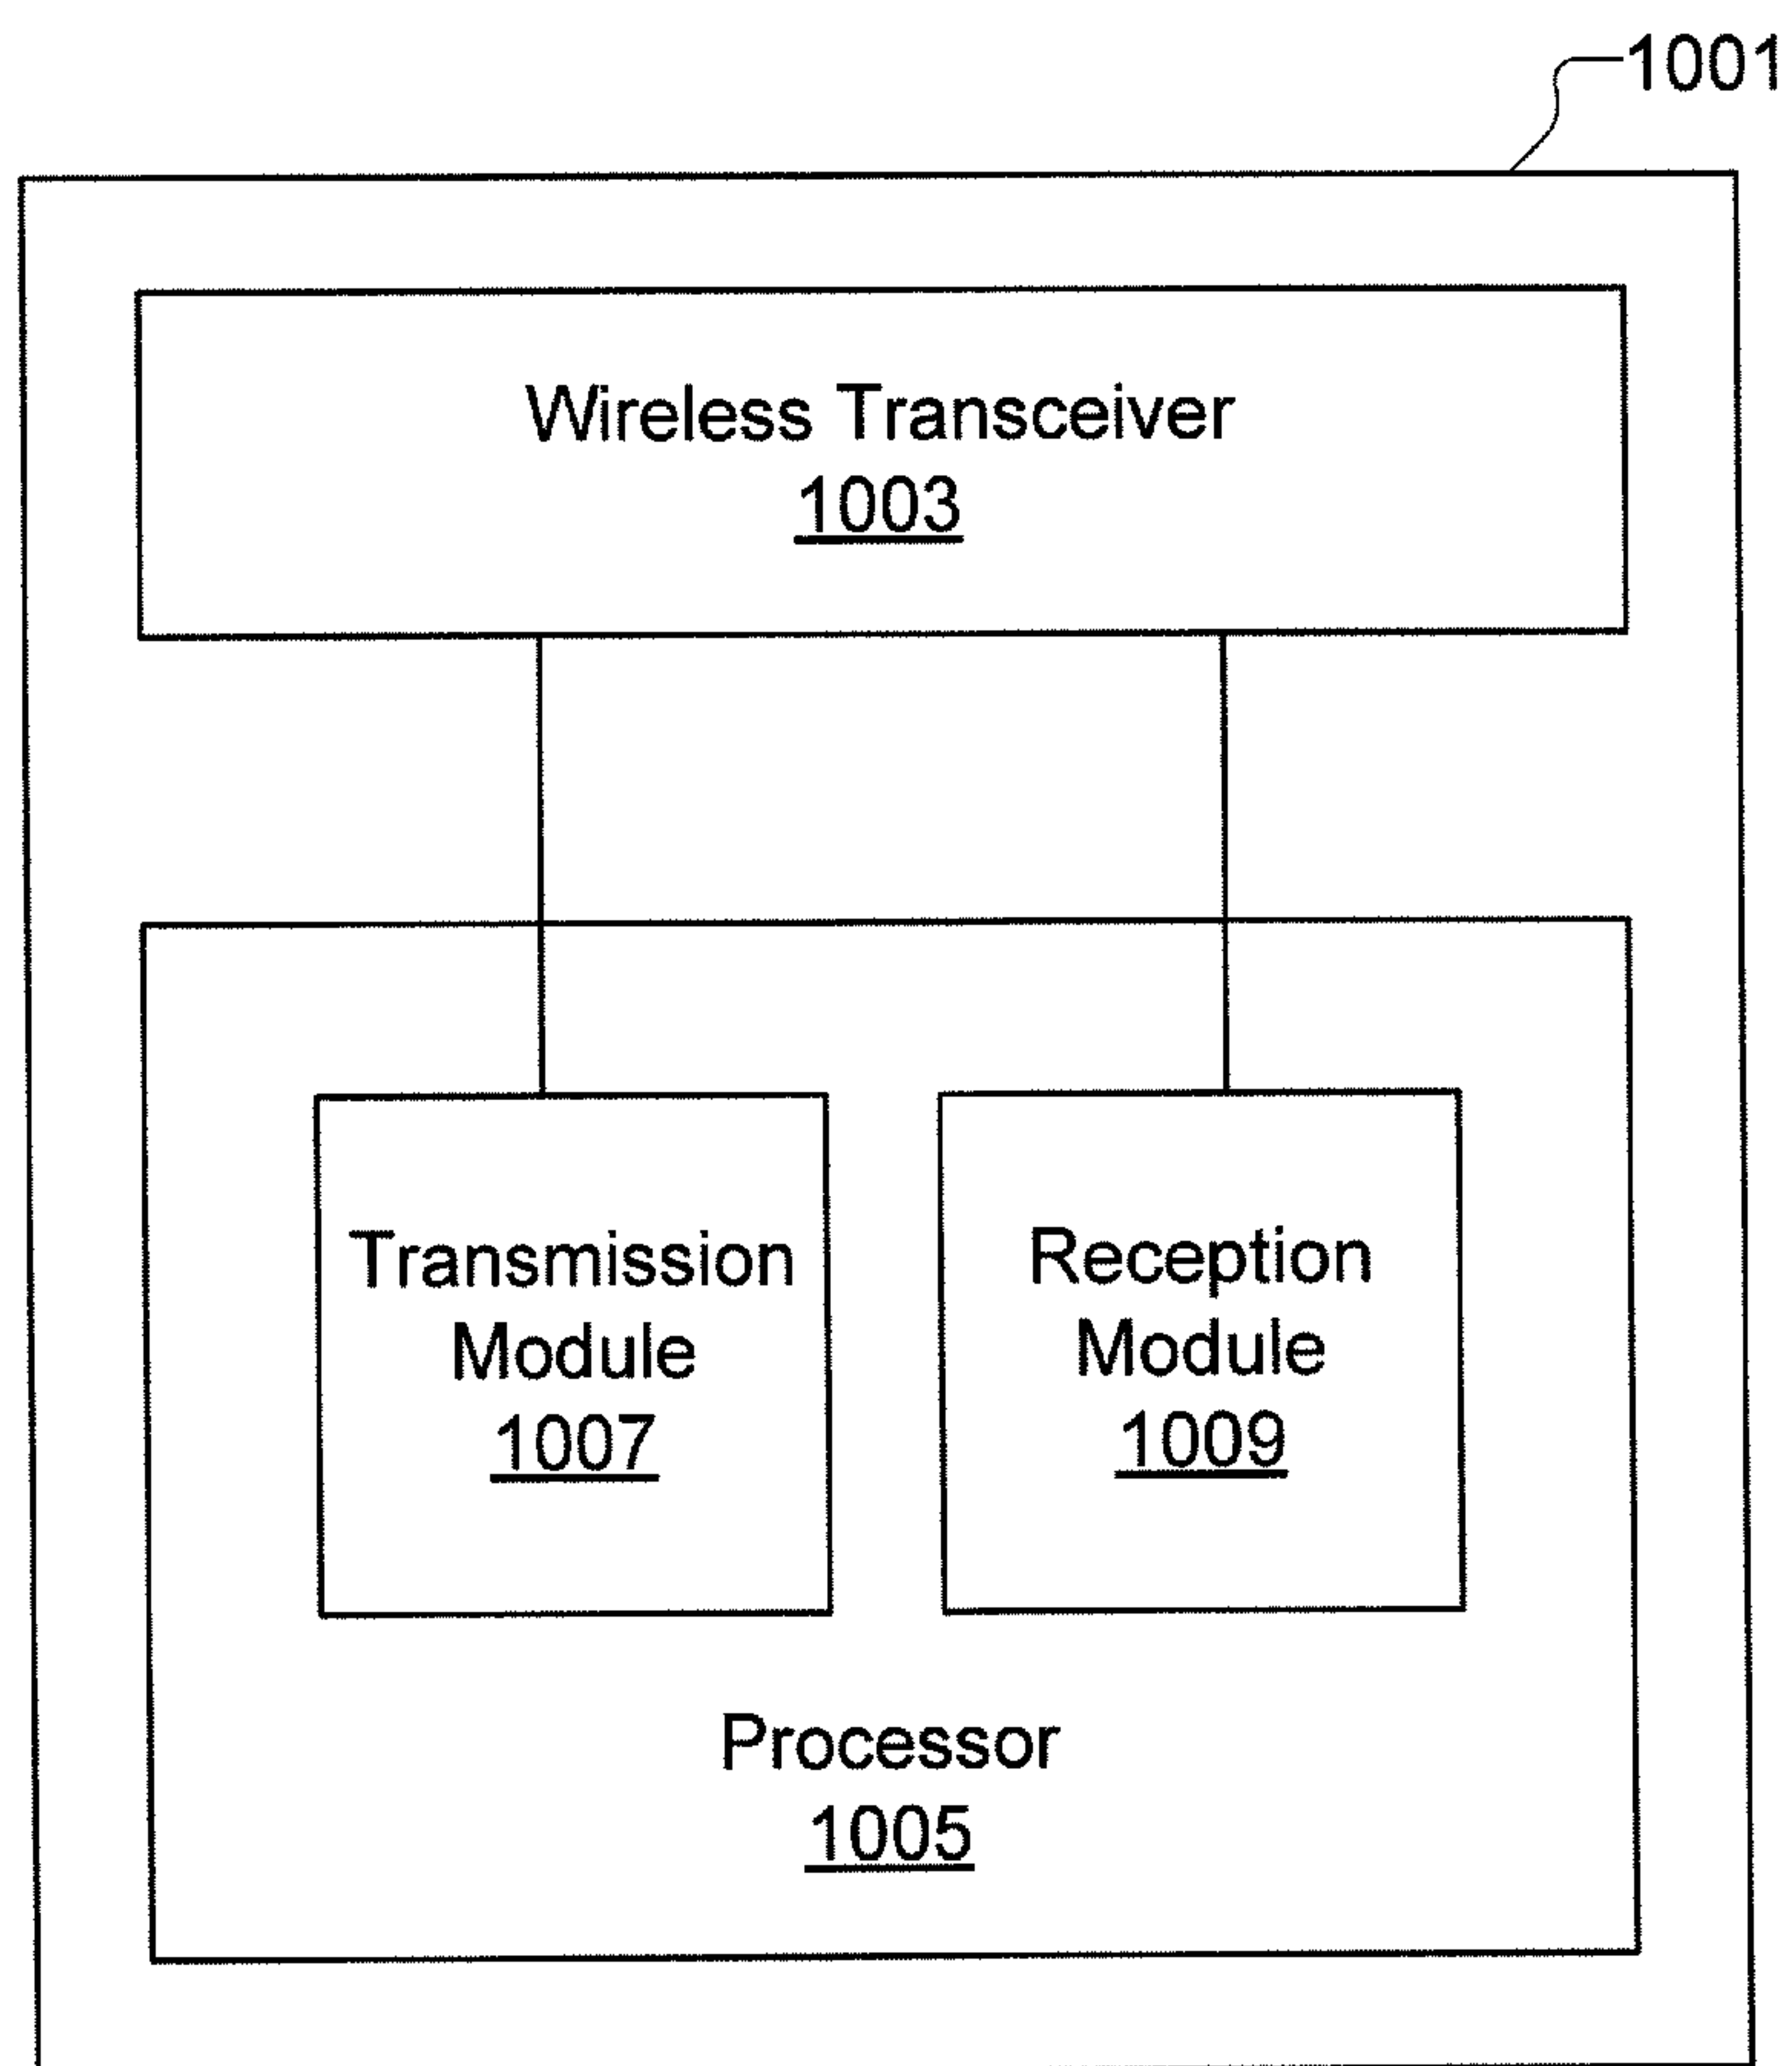 1001
Wireless Transceiver
1003
Transmission
Module
1007
Reception
Module
1009
Processor
1005